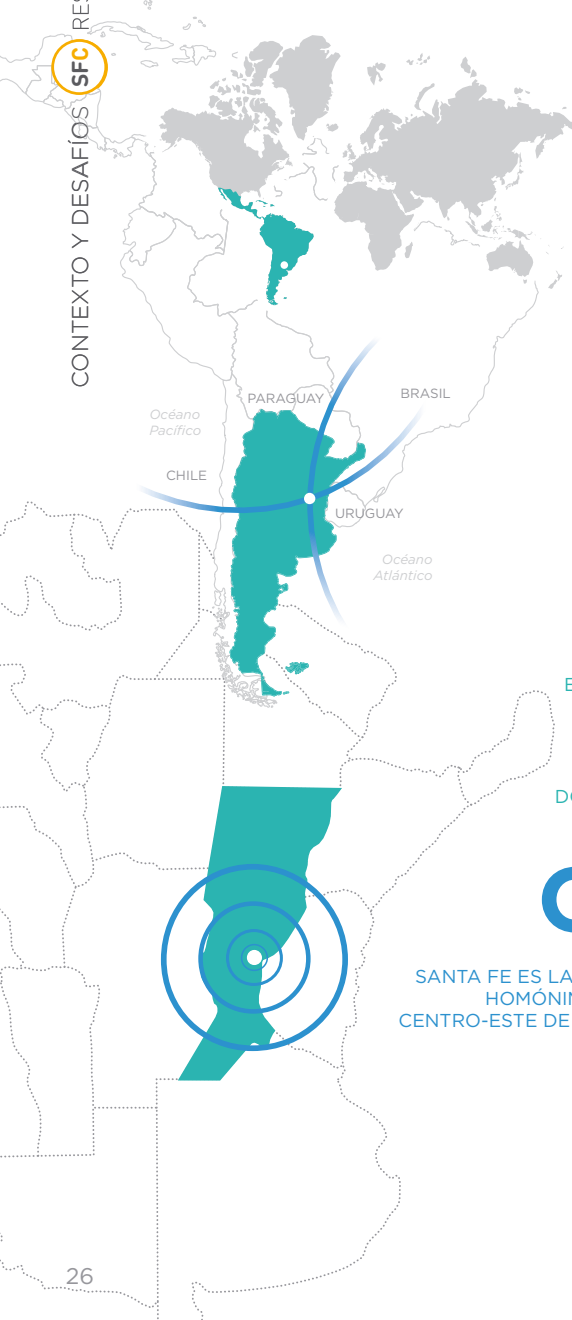 CONTEXTO Y DESAFÍOS SFC RES
PARAGUAY
BRASIL
Océano
Pacífico
CHILE
URUGUAY
Océano
Atlántico
SANTA FE ES LA
HOMÓNI
CENTRO-ESTE DE
26